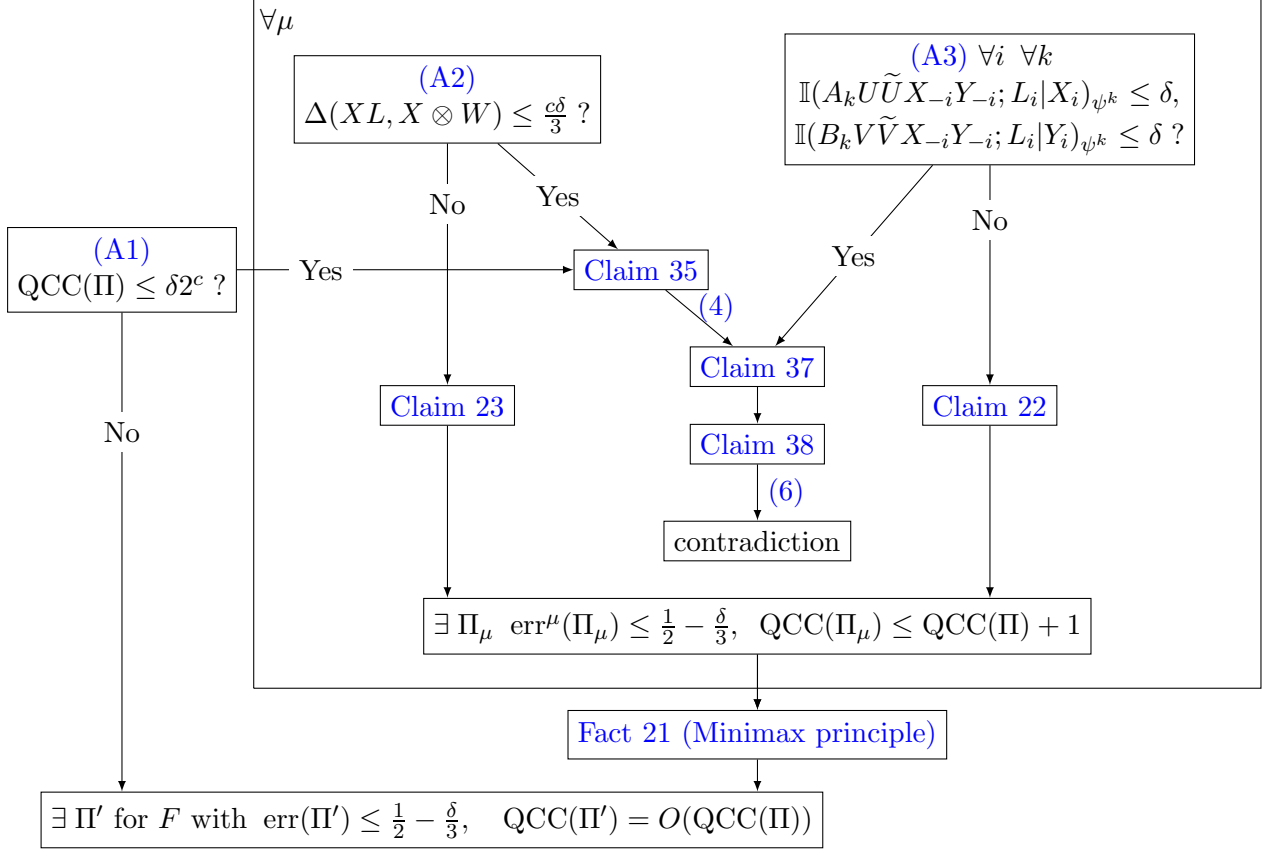 ∀μ
(A2)
Δ(XL, X ⊗ W) ≤ cδ/3 ?
(A3) ∀i ∀k
𝕀(A_k U Ũ X_{−i} Y_{−i}; L_i | X_i)_{ψ^k} ≤ δ,
𝕀(B_k V Ṽ X_{−i} Y_{−i}; L_i | Y_i)_{ψ^k} ≤ δ ?
No
Yes
No
(A1)
QCC(Π) ≤ δ2^c ?
Yes
Claim 35
Yes
(4)
Claim 37
Claim 23
Claim 22
No
Claim 38
(6)
contradiction
∃ Π_μ err^μ(Π_μ) ≤ 1/2 − δ/3, QCC(Π_μ) ≤ QCC(Π) + 1
Fact 21 (Minimax principle)
∃ Π′ for F with err(Π′) ≤ 1/2 − δ/3, QCC(Π′) = O(QCC(Π))